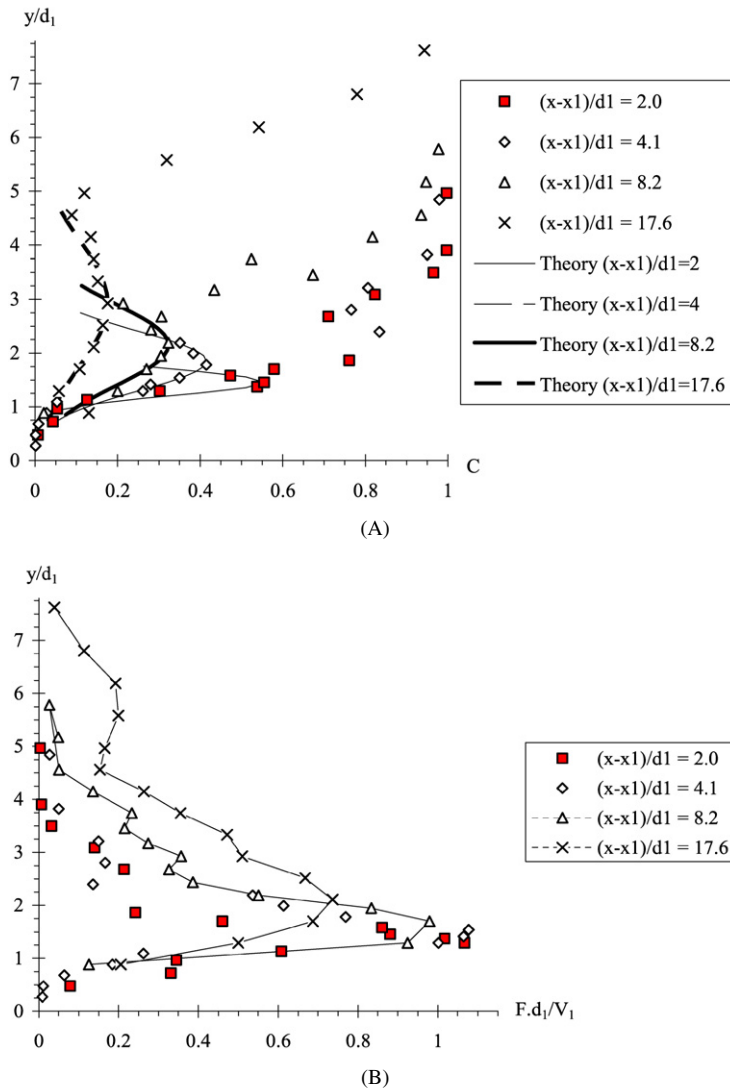 y/d1
7
6
5
4
3
2
1
0
0 0.2 0.4 0.6 0.8 1
C
(x-x1)/d1 = 2.0
(x-x1)/d1 = 4.1
(x-x1)/d1 = 8.2
(x-x1)/d1 = 17.6
Theory (x-x1)/d1=2
Theory (x-x1)/d1=4
Theory (x-x1)/d1=8.2
Theory (x-x1)/d1=17.6
(A)
y/d1
7
6
5
4
3
2
1
0
0 0.2 0.4 0.6 0.8 1
F.d1/V1
(x-x1)/d1 = 2.0
(x-x1)/d1 = 4.1
(x-x1)/d1 = 8.2
(x-x1)/d1 = 17.6
(B)